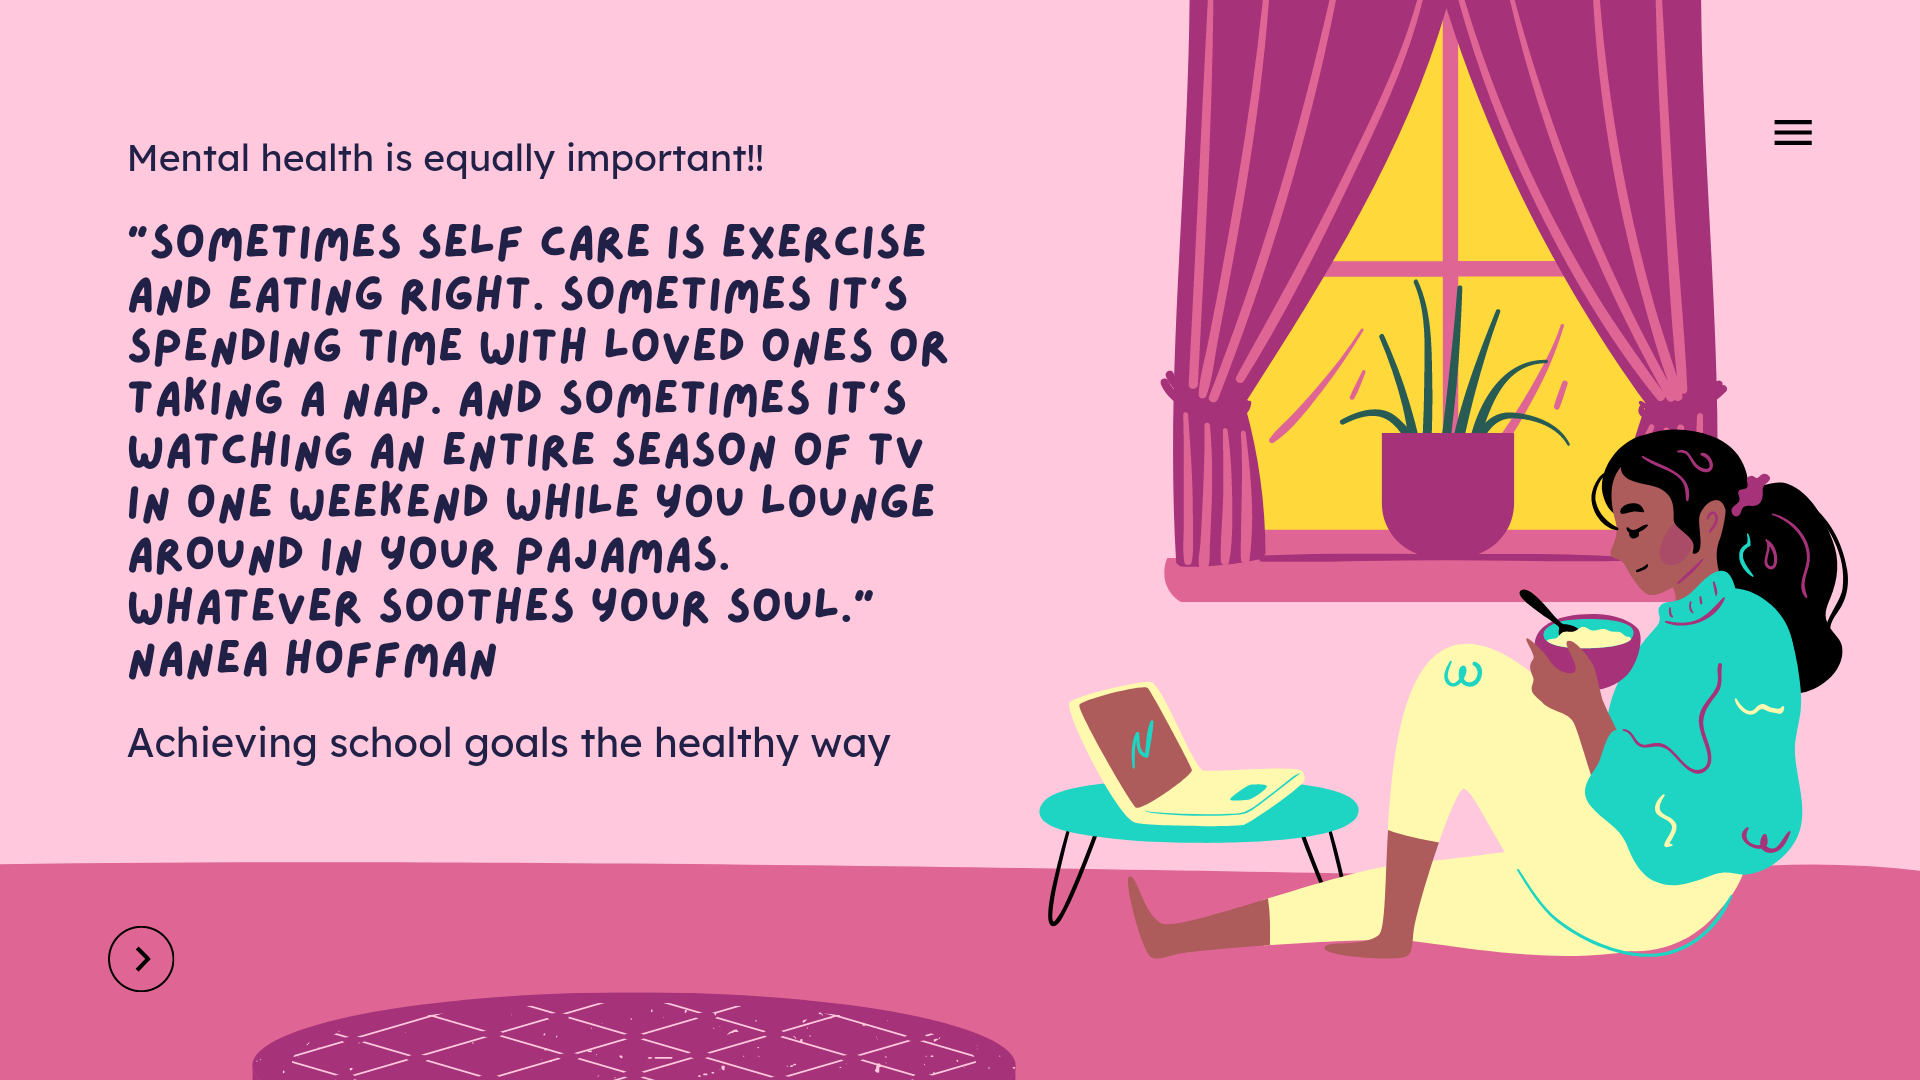 Mental health is equally important!!
"SOMETIMES SELF CARE IS EXERCISE
AND EATING RIGHT. SOMETIMES IT'S
SPENDING TIME WITH LOVED ONES OR
TAKING A NAP. AND SOMETIMES IT'S
WATCHING AN ENTIRE SEASON OF TV
IN ONE WEEKEND WHILE YOU LOUNGE
AROUND IN YOUR PAJAMAS.
WHATEVER SOOTHES YOUR SOUL."
NANEA HOFFMAN
Achieving school goals the healthy way